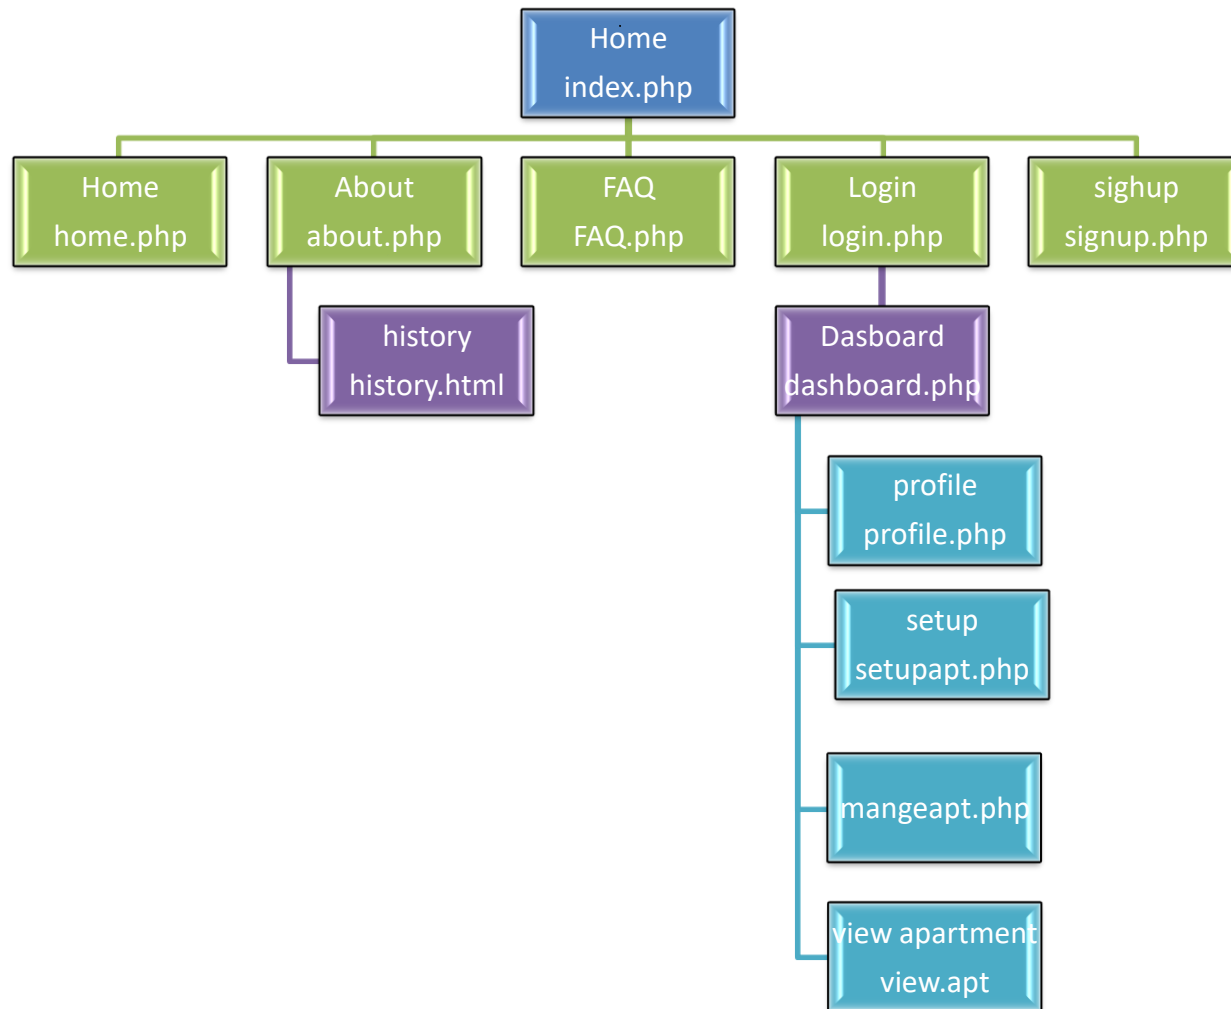 Home
index.php
Home
home.php
About
about.php
FAQ
FAQ.php
Login
login.php
sighup
signup.php
history
history.html
Dasboard
dashboard.php
profile
profile.php
setup
setupapt.php
mangeapt.php
view apartment
view.apt